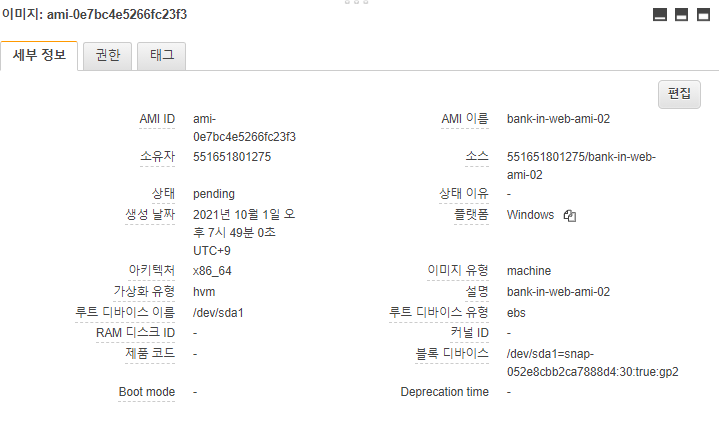 이미지: ami-0e7bc4e5266fc23f3
세부 정보 권한 태그
편집
AMI ID ami-
0e7bc4e5266fc23f3
AMI 이름 bank-in-web-ami-02
소유자 551651801275
소스 551651801275/bank-in-web-
ami-02
상태 pending
상태 이유 -
생성 날짜 2021년 10월 1일 오
후 7시 49분 0초
UTC+9
플랫폼 Windows
아키텍처 x86_64
이미지 유형 machine
가상화 유형 hvm
설명 bank-in-web-ami-02
루트 디바이스 이름 /dev/sda1
루트 디바이스 유형 ebs
RAM 디스크 ID -
커널 ID -
제품 코드 -
블록 디바이스 /dev/sda1=snap-
052e8cbb2ca7888d4:30:true:gp2
Boot mode -
Deprecation time -